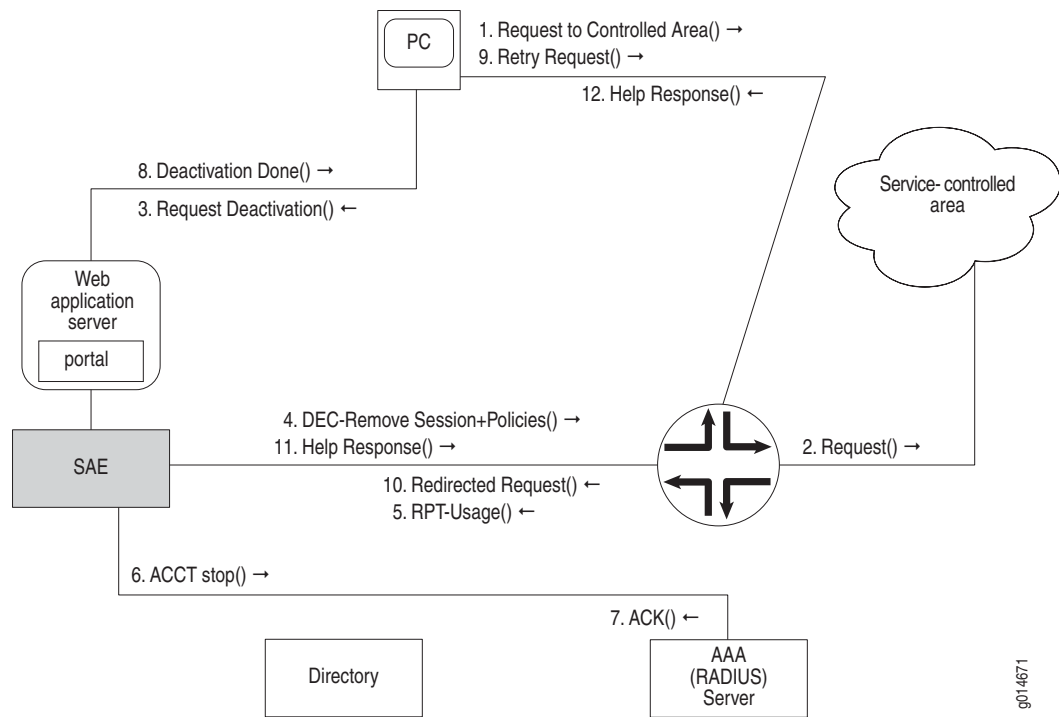 PC
1. Request to Controlled Area() →
9. Retry Request() →
12. Help Response() ←
8. Deactivation Done() →
3. Request Deactivation() ←
Service- controlled
area
Web
application
server
portal
4. DEC-Remove Session+Policies() →
11. Help Response() →
2. Request() →
SAE
10. Redirected Request() ←
5. RPT-Usage() ←
6. ACCT stop() →
7. ACK() ←
Directory
AAA
(RADIUS)
Server
g014671